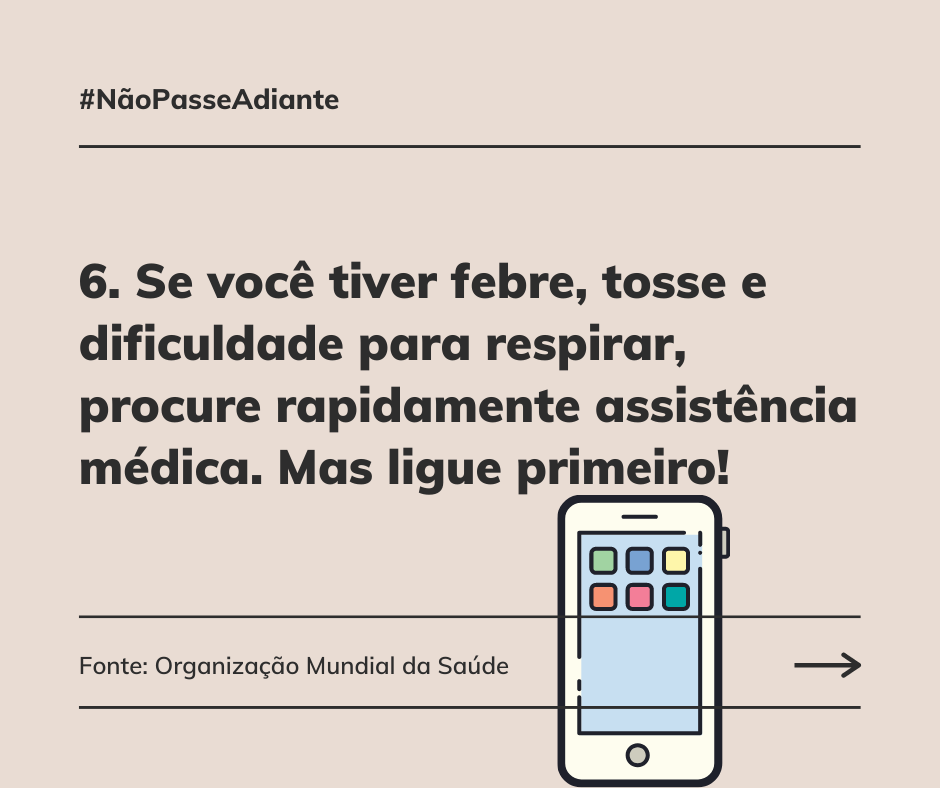 #NãoPasseAdiante
6. Se você tiver febre, tosse e
dificuldade para respirar,
procure rapidamente assistência
médica. Mas ligue primeiro!
Fonte: Organização Mundial da Saúde